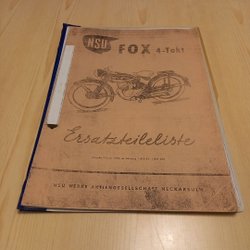 NSU
FOX 4-Takt
Ersatzteileliste
NSU WERKE AKTIENGESELLSCHAFT NECKARSULM